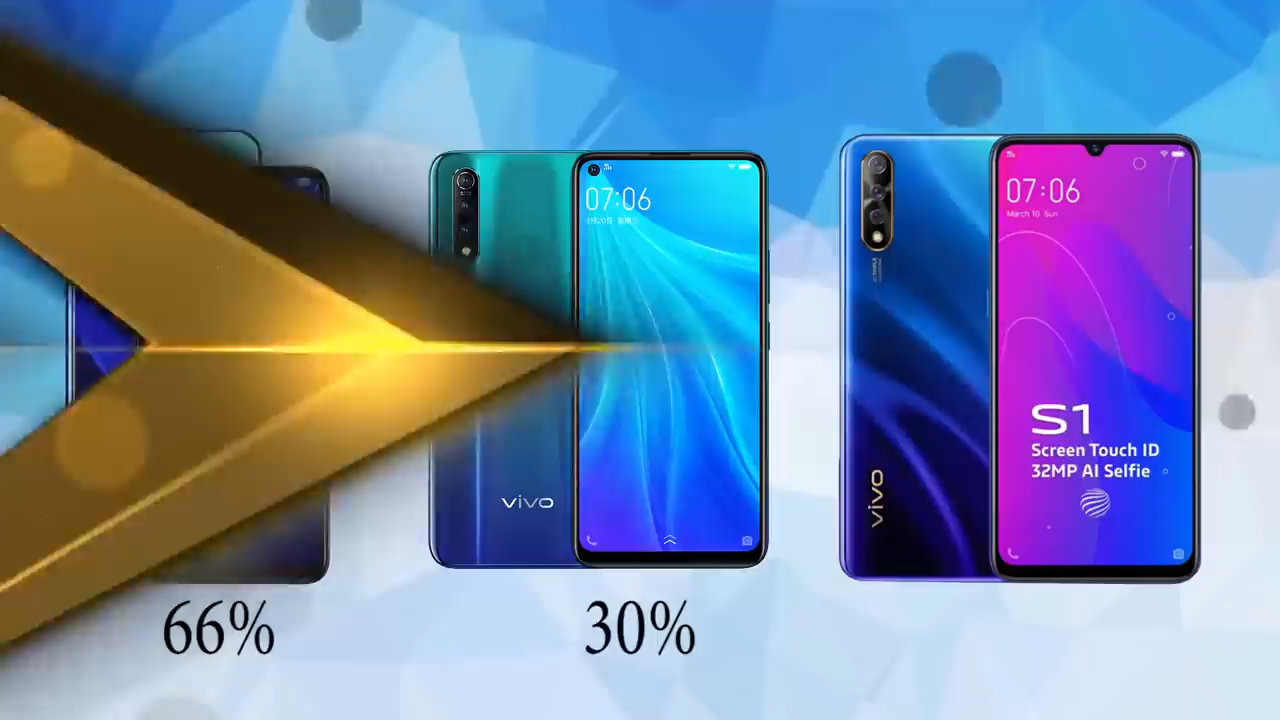 07:06
vivo
66%
30%
07:06
March 10 Sun
S1
Screen Touch ID
32MP AI Selfie
vivo